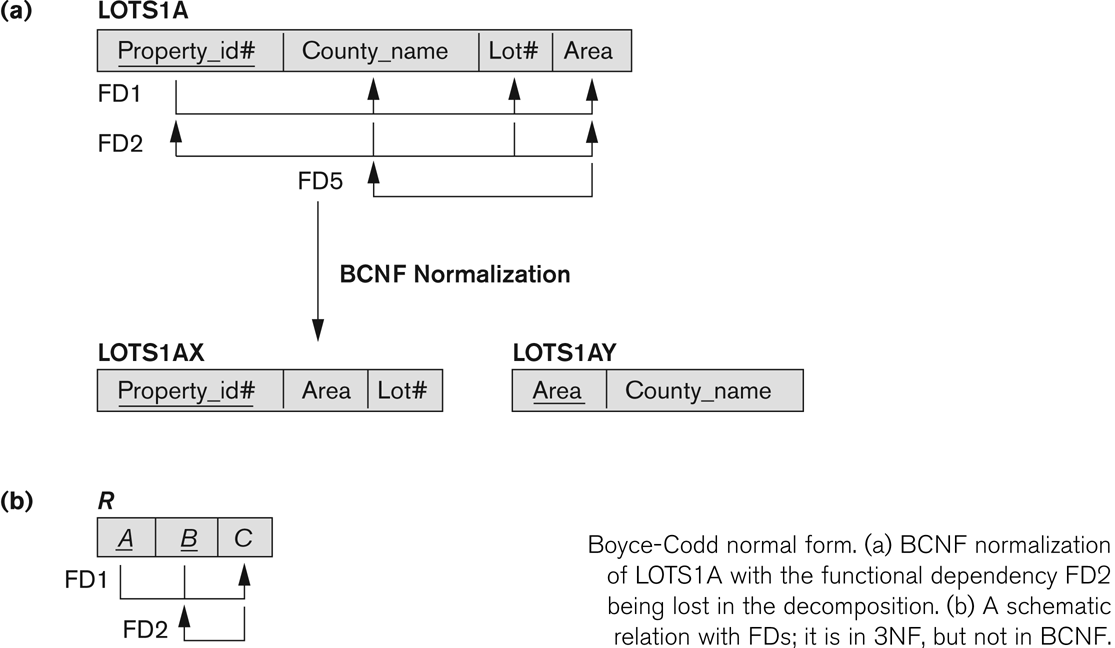 (a)
LOTS1A
Property_id# County_name Lot# Area
FD1
FD2
FD5
BCNF Normalization
LOTS1AX LOTS1AY
Property_id# Area Lot# Area County_name
(b)
R
A B C
FD1
FD2
Boyce-Codd normal form. (a) BCNF normalization
of LOTS1A with the functional dependency FD2
being lost in the decomposition. (b) A schematic
relation with FDs; it is in 3NF, but not in BCNF.